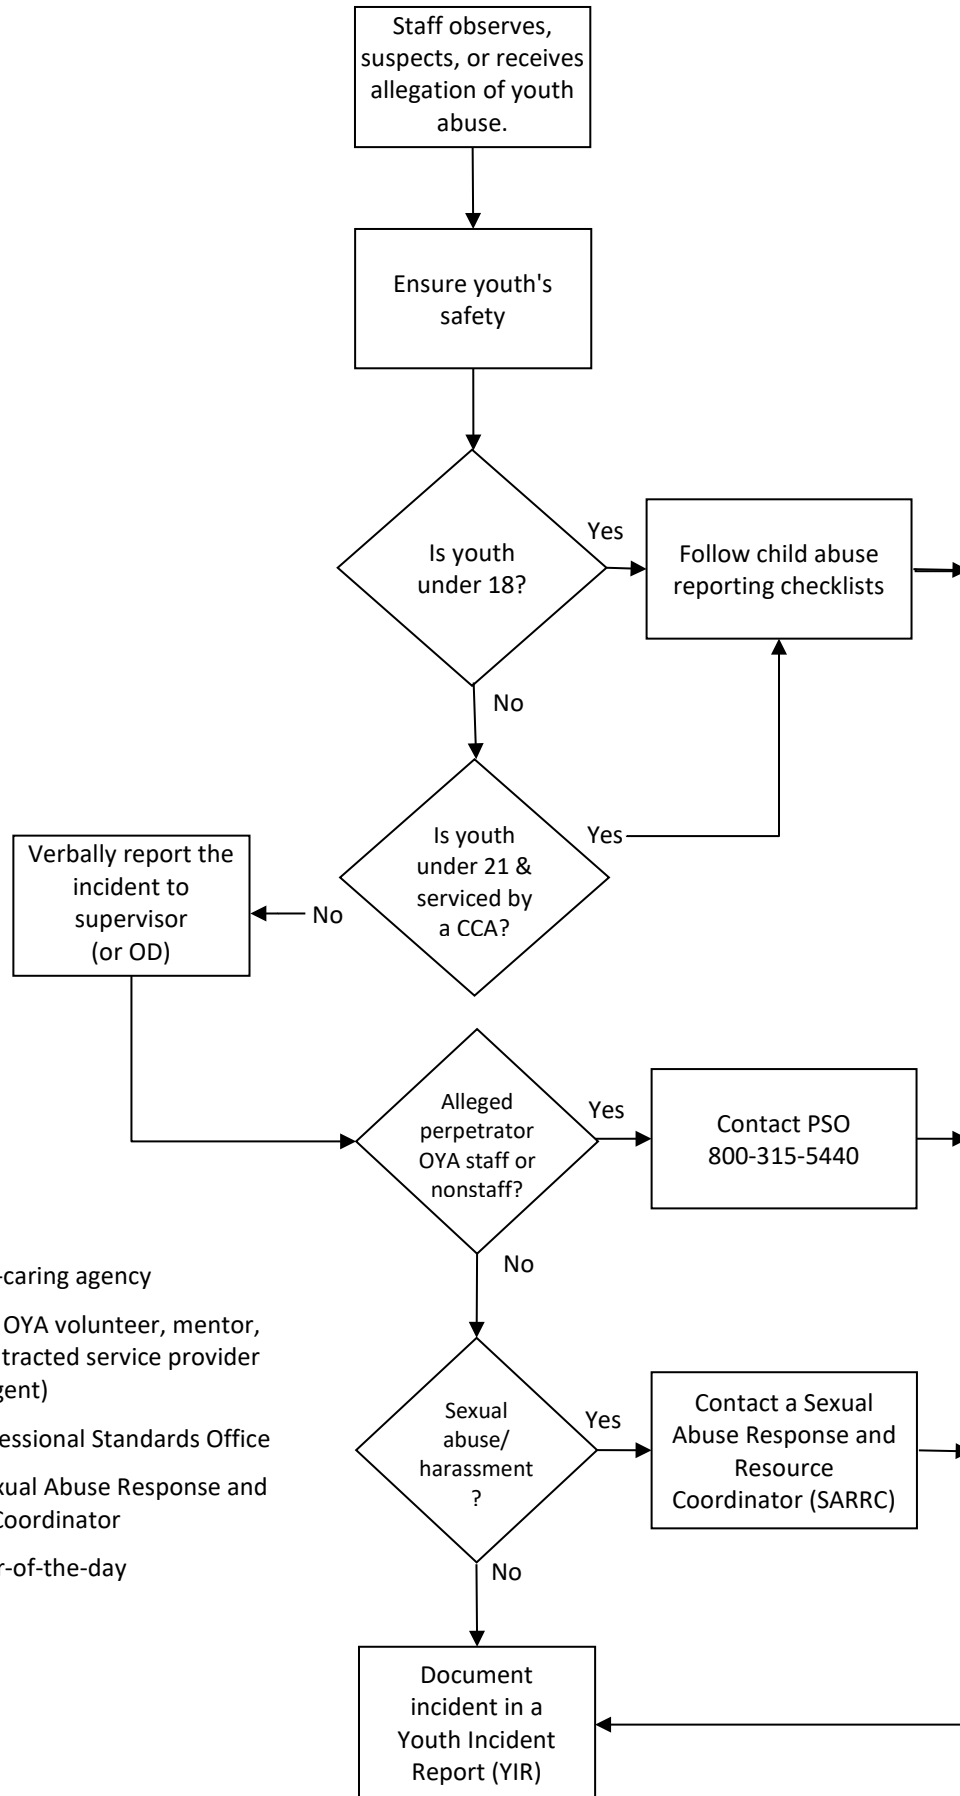 Staff observes,
suspects, or receives
allegation of youth
abuse.
Ensure youth's
safety
Is youth
under 18?
Yes
Follow child abuse
reporting checklists
No
Is youth
under 21 &
serviced by
a CCA?
Yes
No
Verbally report the
incident to
supervisor
(or OD)
Alleged
perpetrator
OYA staff or
nonstaff?
Yes
Contact PSO
800-315-5440
No
-caring agency
OYA volunteer, mentor,
tracted service provider
gent)
essional Standards Office
xual Abuse Response and
Coordinator
r-of-the-day
Sexual
abuse/
harassment
?
Yes
Contact a Sexual
Abuse Response and
Resource
Coordinator (SARRC)
No
Document
incident in a
Youth Incident
Report (YIR)